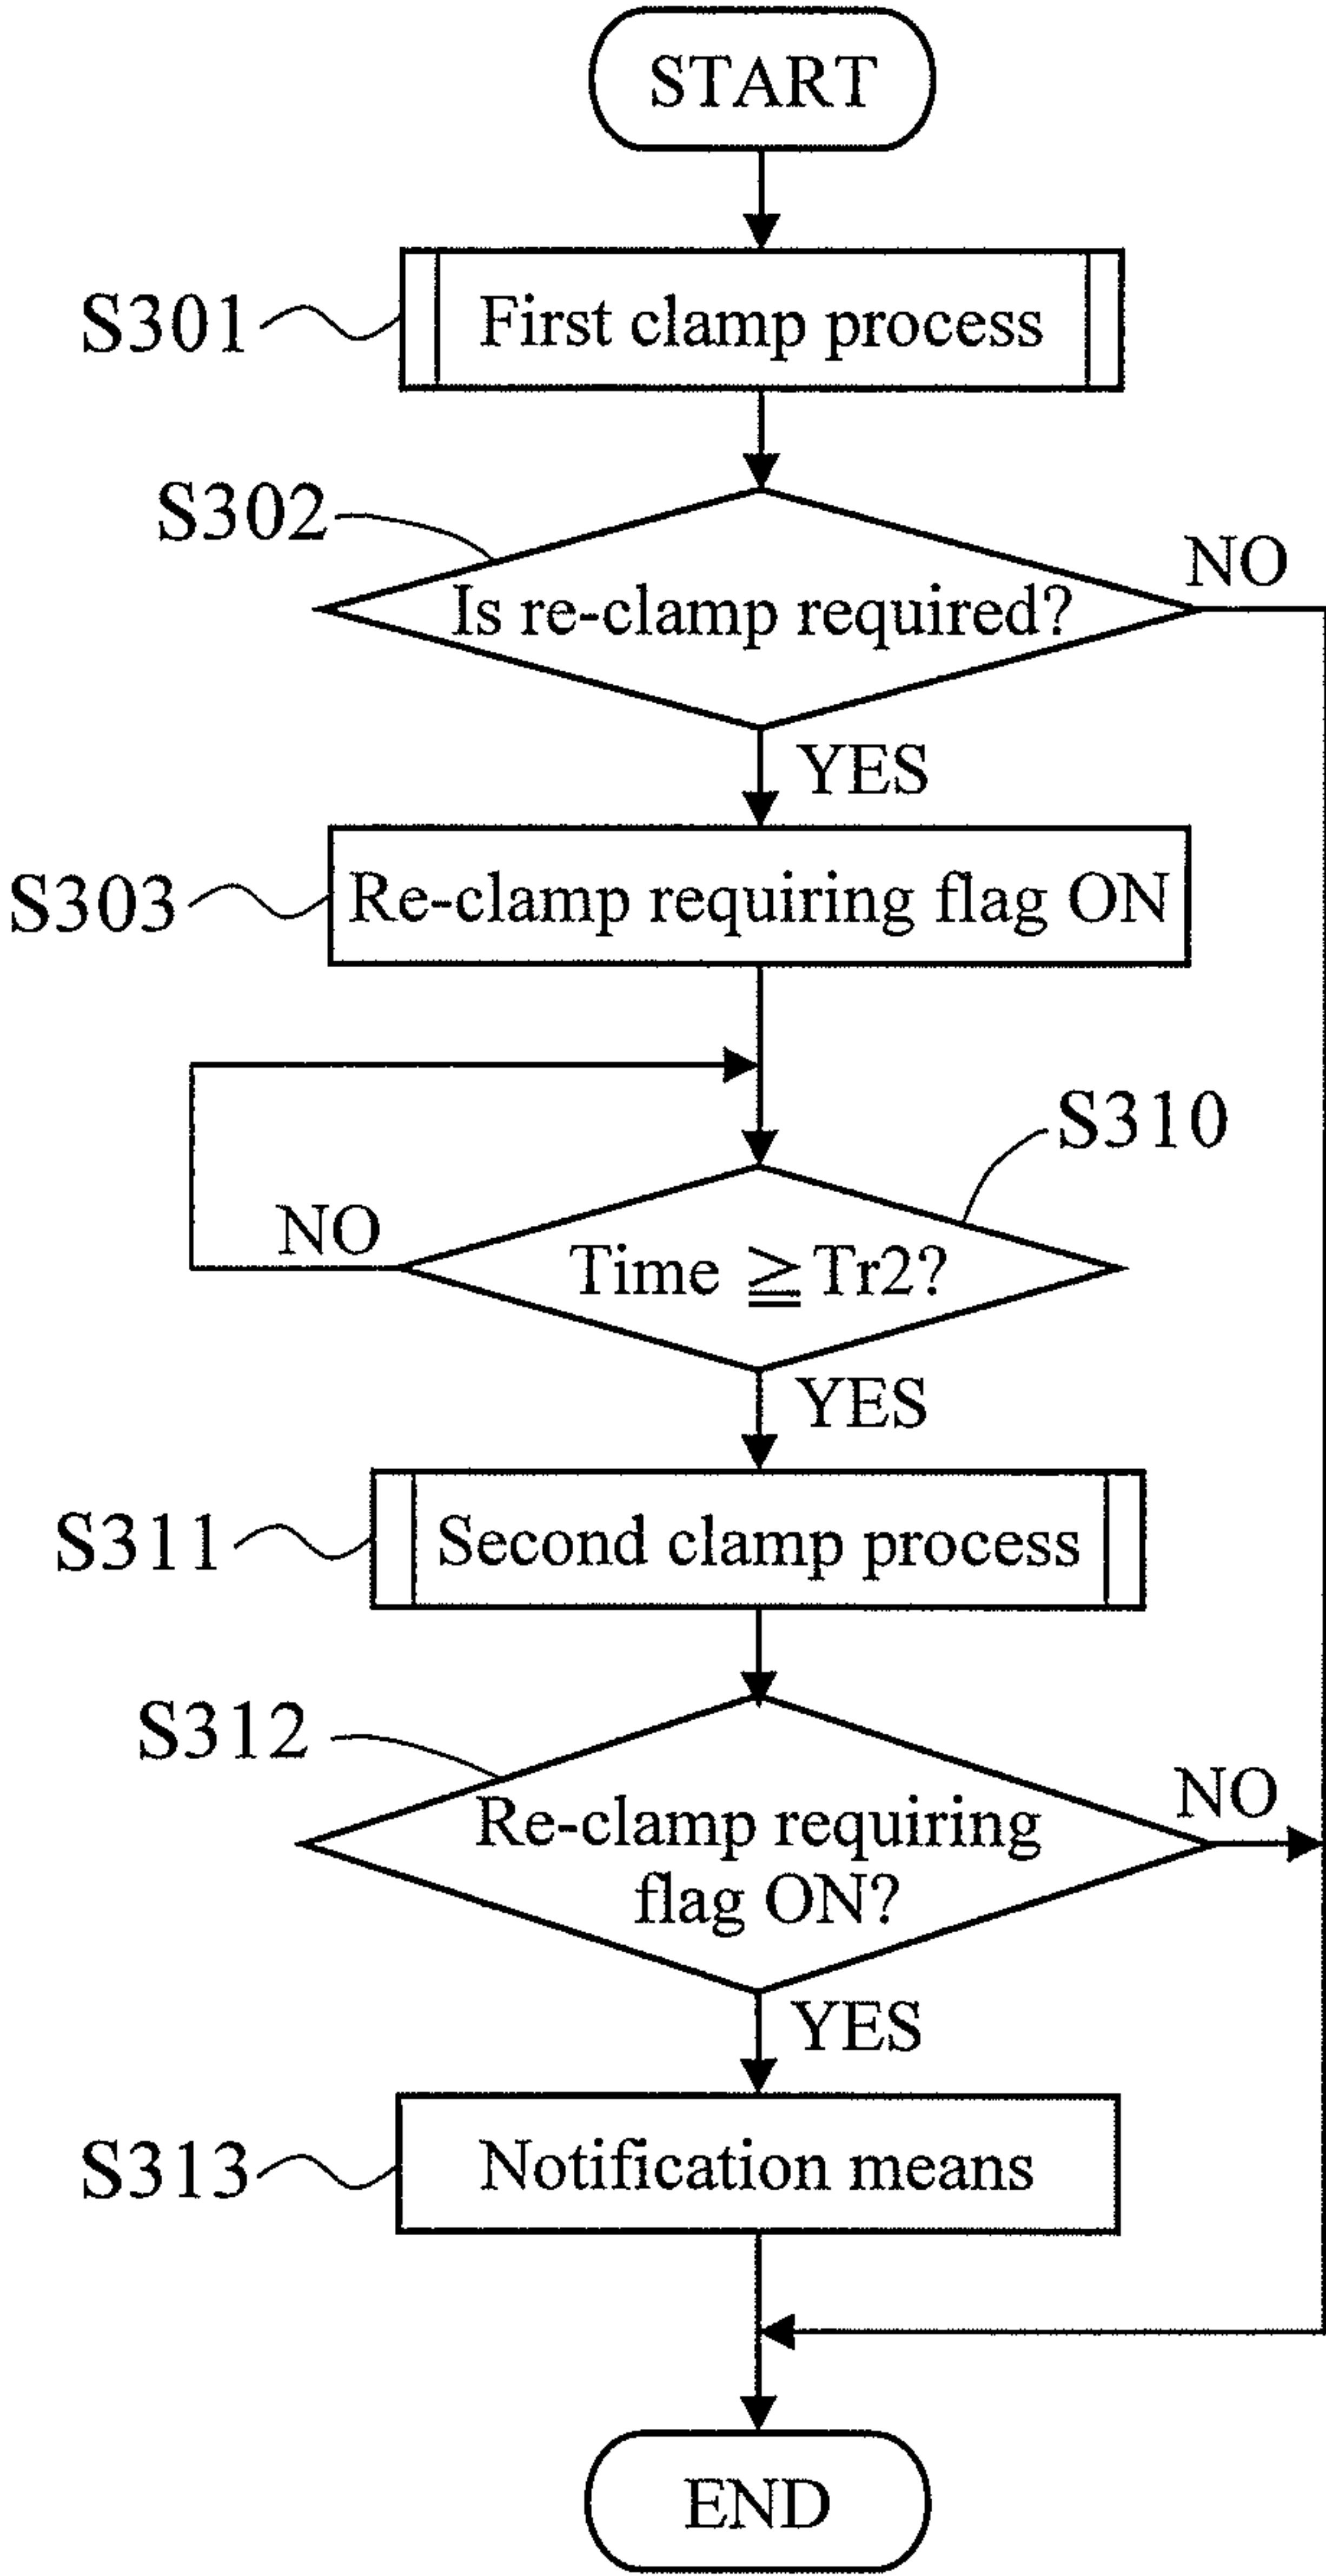 START
S301
First clamp process
S302
NO
Is re-clamp required?
YES
S303
Re-clamp requiring flag ON
S310
NO
Time ≧ Tr2?
YES
S311
Second clamp process
S312
NO
Re-clamp requiring
flag ON?
YES
S313
Notification means
END